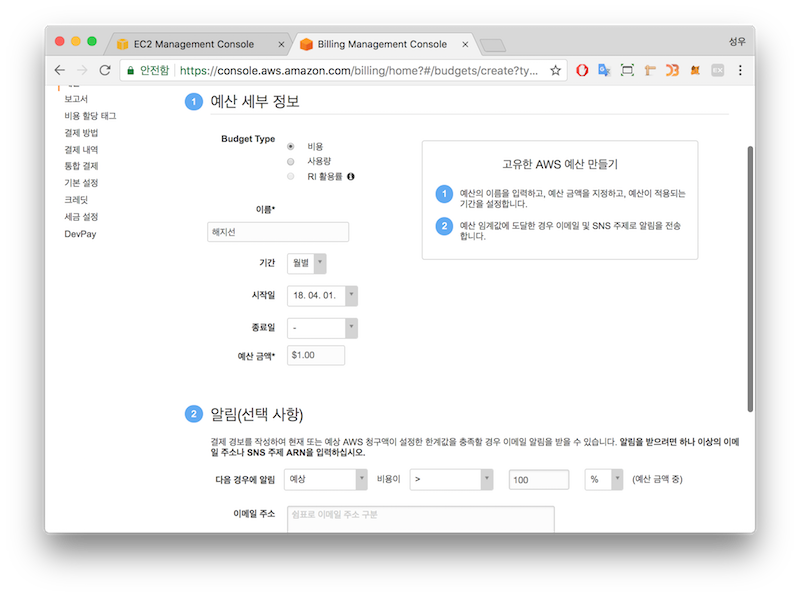 EC2 Management Console
Billing Management Console
성우
안전함 https://console.aws.amazon.com/billing/home?#/budgets/create?ty...
보고서
비용 할당 태그
결제 방법
결제 내역
통합 결제
기본 설정
크레딧
세금 설정
DevPay
1 예산 세부 정보
Budget Type
비용
사용량
RI 활용률
이름*
해지선
기간 월별
시작일 18. 04. 01.
종료일 -
예산 금액* $1.00
고유한 AWS 예산 만들기
1 예산의 이름을 입력하고, 예산 금액을 지정하고, 예산이 적용되는
기간을 설정합니다.
2 예산 임계값에 도달한 경우 이메일 및 SNS 주제로 알림을 전송
합니다.
2 알림(선택 사항)
결제 경보를 작성하여 현재 또는 예상 AWS 청구액이 설정한 한계값을 충족할 경우 이메일 알림을 받을 수 있습니다. 알림을 받으려면 하나 이상의 이메
일 주소나 SNS 주제 ARN을 입력하십시오.
다음 경우에 알림 예상 비용이 > 100 % (예산 금액 중)
이메일 주소 쉼표로 이메일 주소 구분